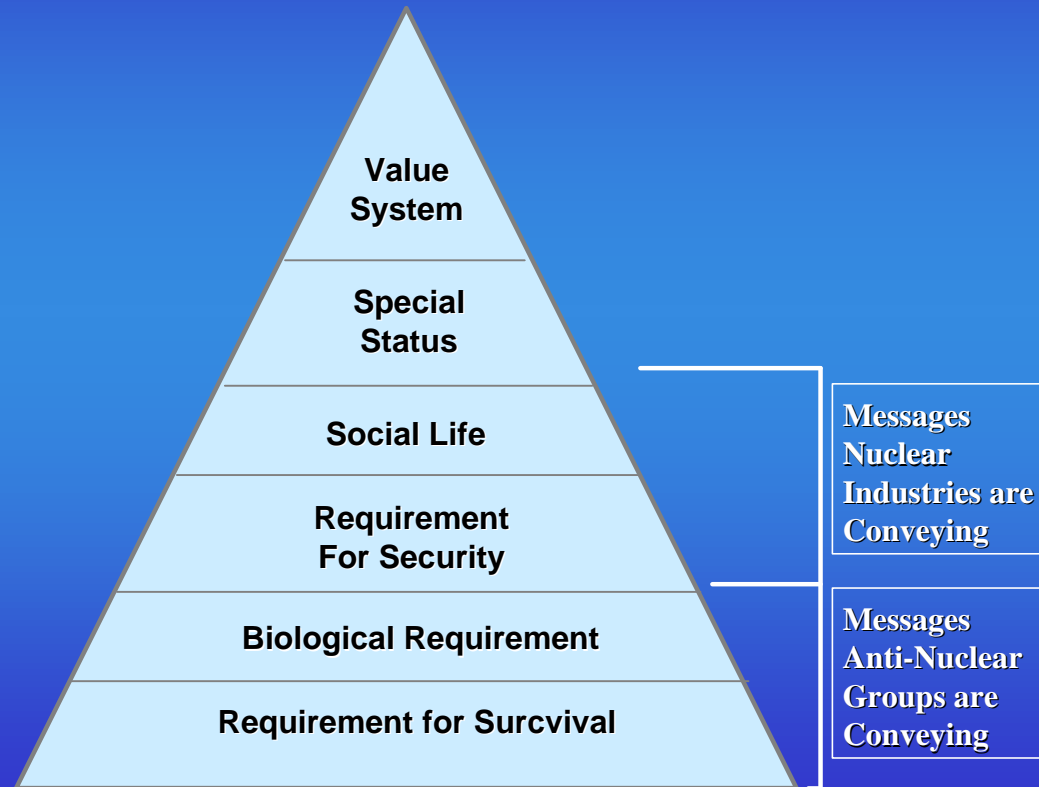 Value
System
Special
Status
Social Life
Requirement
For Security
Biological Requirement
Requirement for Surcvival
Messages
Nuclear
Industries are
Conveying
Messages
Anti-Nuclear
Groups are
Conveying